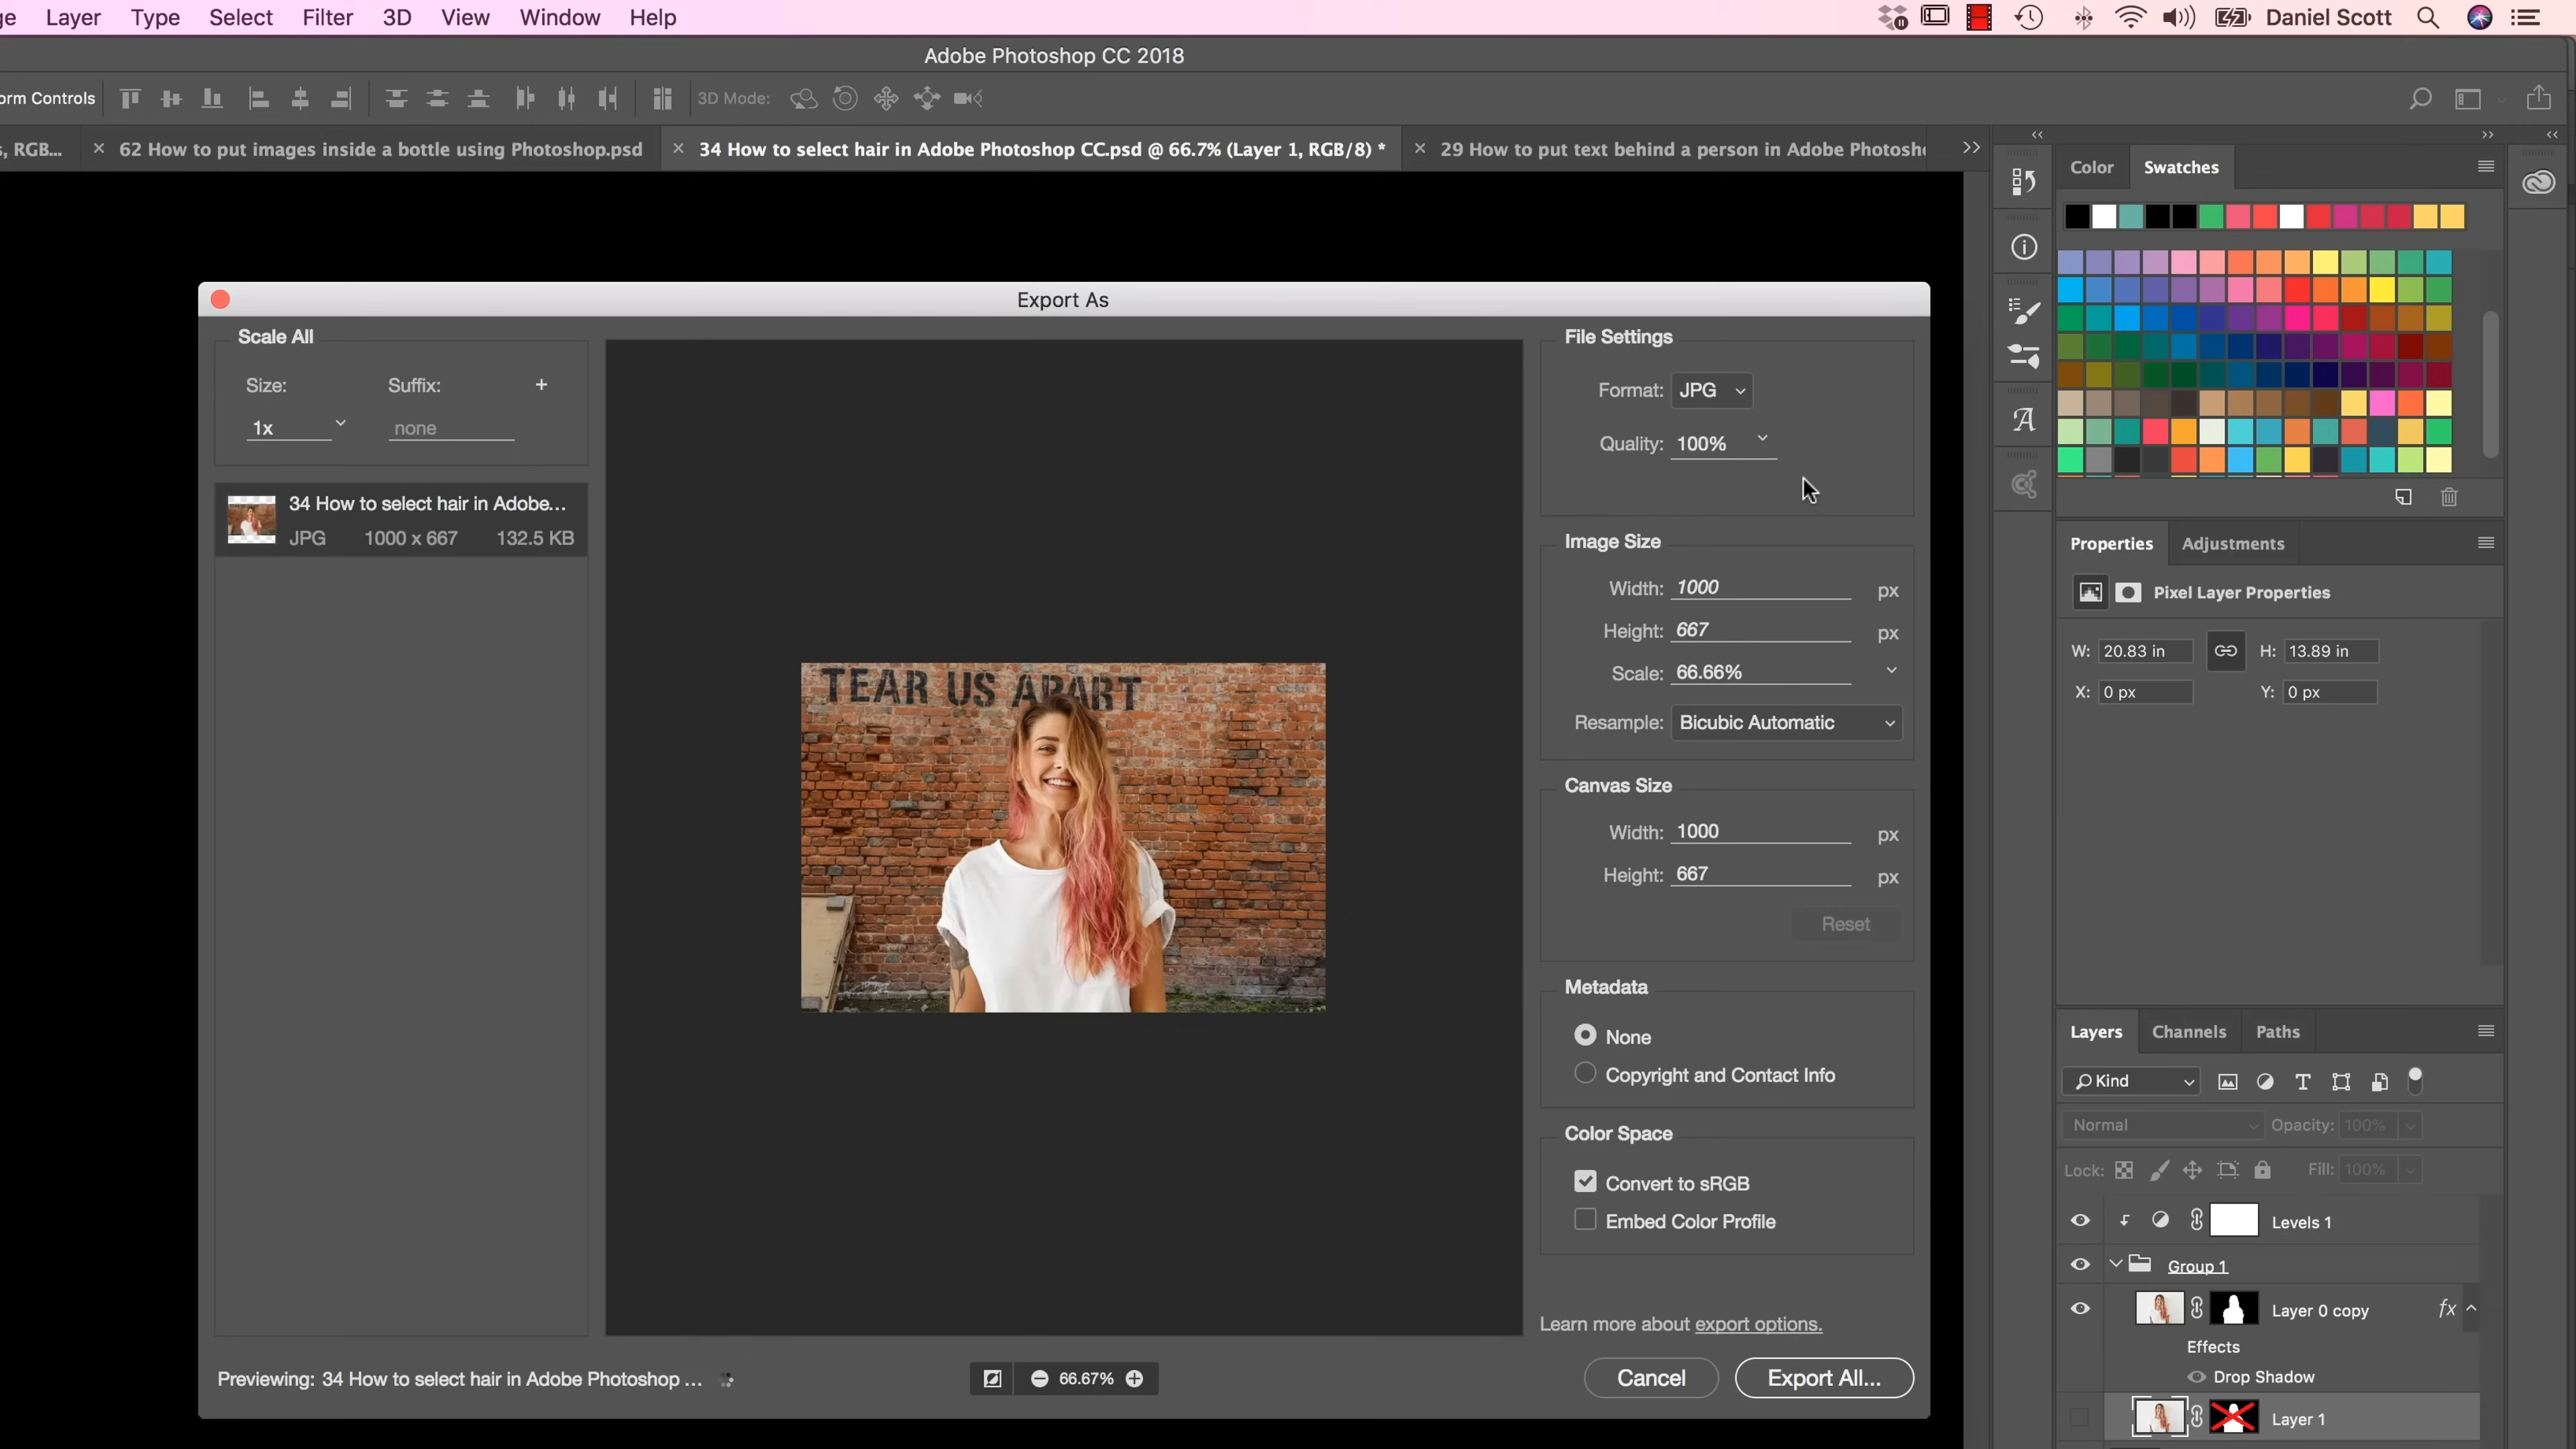 ge Layer Type Select Filter 3D View Window Help Daniel Scott
Adobe Photoshop CC 2018
orm Controls 3D Mode:
s, RGB... × 62 How to put images inside a bottle using Photoshop.psd × 34 How to select hair in Adobe Photoshop CC.psd @ 66.7% (Layer 1, RGB/8) * × 29 How to put text behind a person in Adobe Photosh
Color Swatches
Export As
Scale All
Size: Suffix: +
1x none
34 How to select hair in Adobe...
JPG 1000 x 667 132.5 KB
TEAR US APART
File Settings
Format: JPG
Quality: 100%
Image Size
Width: 1000 px
Height: 667 px
Scale: 66.66%
Resample: Bicubic Automatic
Canvas Size
Width: 1000 px
Height: 667 px
Reset
Metadata
None
Copyright and Contact Info
Color Space
Convert to sRGB
Embed Color Profile
Learn more about export options.
Previewing: 34 How to select hair in Adobe Photoshop ...
66.67%
Cancel Export All...
Properties Adjustments
Pixel Layer Properties
W: 20.83 in H: 13.89 in
X: 0 px Y: 0 px
Layers Channels Paths
Kind
Normal Opacity: 100%
Lock: Fill: 100%
Levels 1
Group 1
Layer 0 copy fx
Effects
Drop Shadow
Layer 1